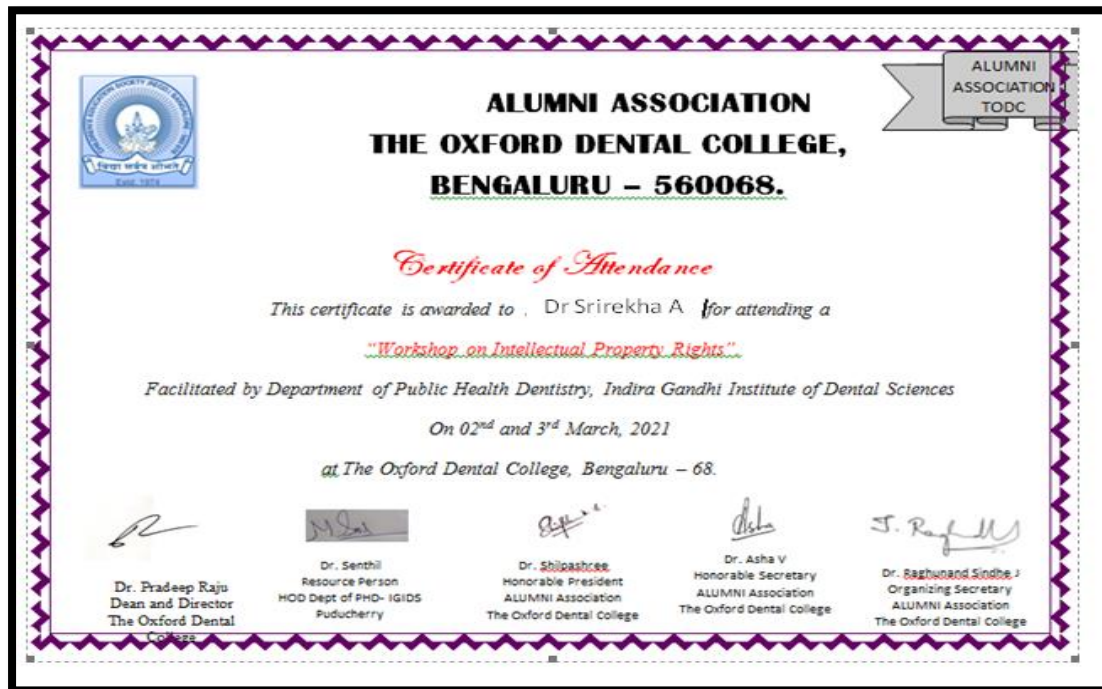 ALUMNI
ASSOCIATION
TODC
ALUMNI ASSOCIATION
THE OXFORD DENTAL COLLEGE,
BENGALURU – 560068.
Certificate of Attendance
This certificate is awarded to . Dr Srirekha A for attending a
“Workshop on Intellectual Property Rights”.
Facilitated by Department of Public Health Dentistry, Indira Gandhi Institute of Dental Sciences
On 02nd and 3rd March, 2021
at The Oxford Dental College, Bengaluru – 68.
Asha
Dr. Pradeep Raju
Dean and Director
The Oxford Dental
College
Dr. Senthil
Resource Person
HOD Dept of PHD- IGIDS
Puducherry
Dr. Shilpashree
Honorable President
ALUMNI Association
The Oxford Dental College
Dr. Asha V
Honorable Secretary
ALUMNI Association
The Oxford Dental College
Dr. Raghunand Sindhe J
Organizing Secretary
ALUMNI Association
The Oxford Dental College